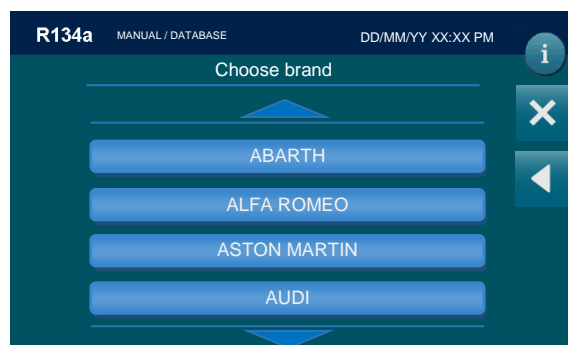 R134a MANUAL / DATABASE DD/MM/YY XX:XX PM
i
Choose brand
ABARTH
ALFA ROMEO
ASTON MARTIN
AUDI